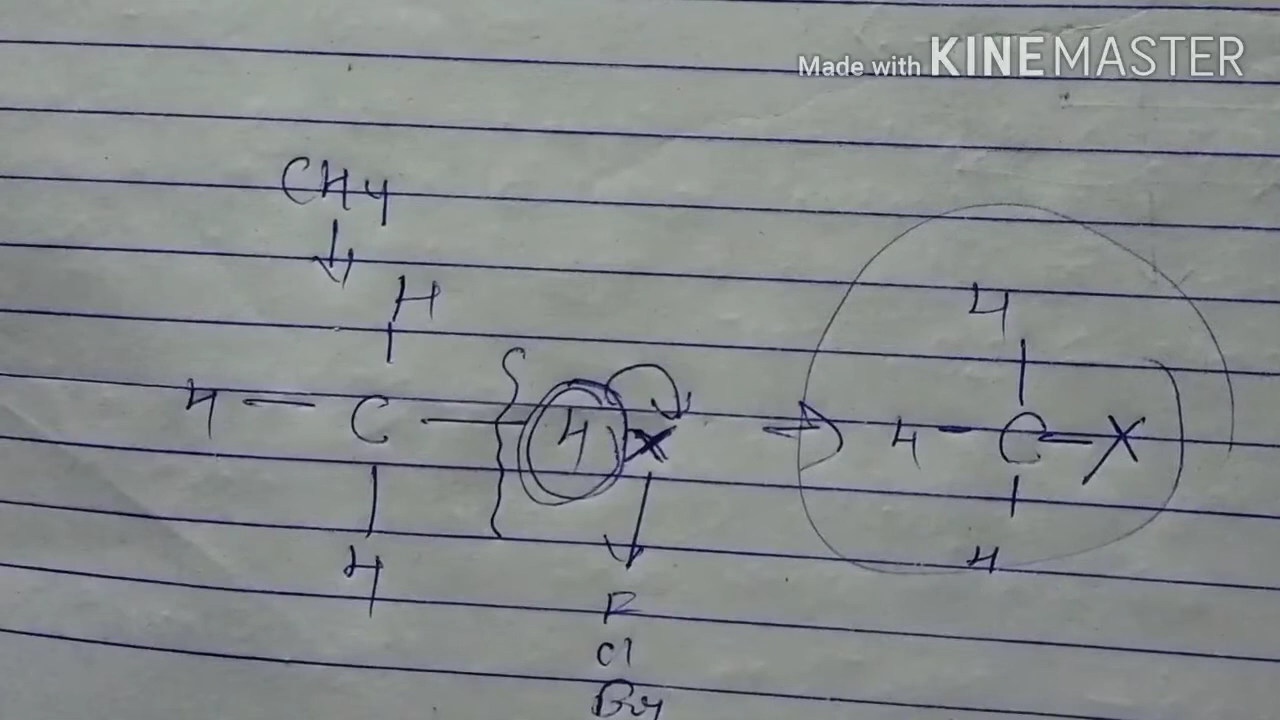 Made with KINEMASTER
CH4
H
H - C - H X → H - C - X
H
H
H
F
Cl
Br